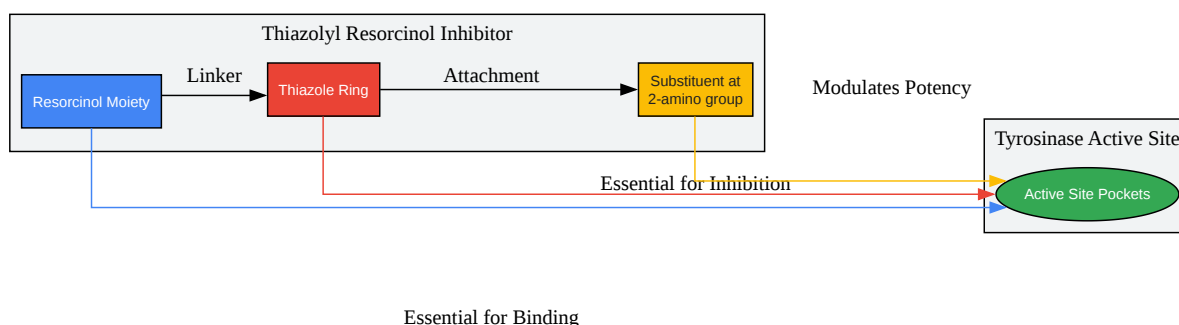 Thiazolyl Resorcinol Inhibitor
Linker
Attachment
Resorcinol Moiety
Thiazole Ring
Substituent at
2-amino group
Modulates Potency
Tyrosinase Active Site
Essential for Inhibition
Active Site Pockets
Essential for Binding